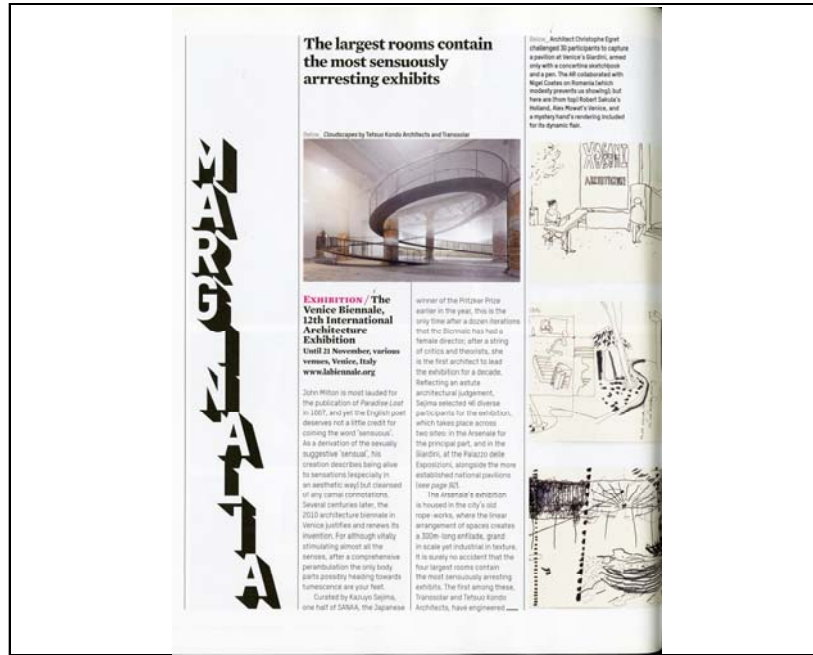 MARGINALIA
The largest rooms contain
the most sensuously
arrresting exhibits
Below_ Cloudscapes by Tetsuo Kondo Architects and Transsolar
EXHIBITION / The
Venice Biennale,
12th International
Architecture
Exhibition
Until 21 November, various
venues, Venice, Italy
www.labiennale.org
John Milton is most lauded for
the publication of Paradise Lost
in 1667, and yet the English poet
deserves not a little credit for
coining the word 'sensuous'.
As a derivation of the sexually
suggestive 'sensual', his
creation describes being alive
to sensations (especially in
an aesthetic way) but cleansed
of any carnal connotations.
Several centuries later, the
2010 architecture biennale in
Venice justifies and renews its
invention. For although vitally
stimulating almost all the
senses, after a comprehensive
perambulation the only body
parts possibly heading towards
tumescence are your feet.
Curated by Kazuyo Sejima,
one half of SANAA, the Japanese
winner of the Pritzker Prize
earlier in the year, this is the
only time after a dozen iterations
that the Biennale has had a
female director; after a string
of critics and theorists, she
is the first architect to lead
the exhibition for a decade.
Reflecting an astute
architectural judgement,
Sejima selected 46 diverse
participants for the exhibition,
which takes place across
two sites: in the Arsenale for
the principal part, and in the
Giardini, at the Palazzo delle
Esposizioni, alongside the more
established national pavilions
(see page 92).
The Arsenale's exhibition
is housed in the city's old
rope-works, where the linear
arrangement of spaces creates
a 300m-long enfilade, grand
in scale yet industrial in texture.
It is surely no accident that the
four largest rooms contain
the most sensuously arresting
exhibits. The first among these,
Transsolar and Tetsuo Kondo
Architects, have engineered
Below_ Architect Christophe Egret
challenged 30 participants to capture
a pavilion at Venice's Giardini, armed
only with a concertina sketchbook
and a pen. The AR collaborated with
Nigel Coates on Romania (which
modesty prevents us showing), but
here are (from top) Robert Sakula's
Holland, Alex Mowat's Venice, and
a mystery hand's rendering included
for its dynamic flair.